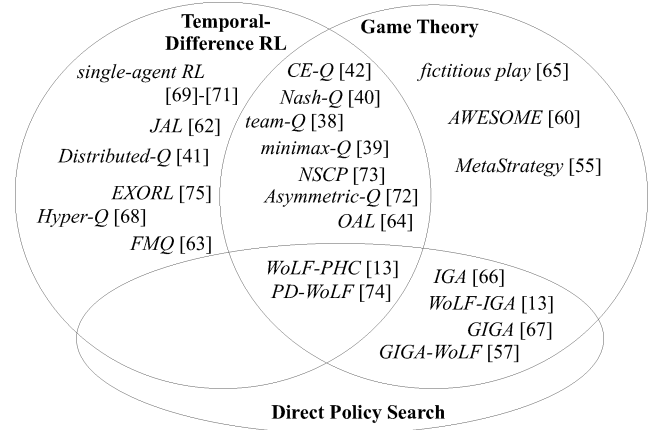 Temporal-
Difference RL
Game Theory
single-agent RL
[69]-[71]
JAL [62]
Distributed-Q [41]
EXORL [75]
Hyper-Q [68]
FMQ [63]
CE-Q [42]
Nash-Q [40]
team-Q [38]
minimax-Q [39]
NSCP [73]
Asymmetric-Q [72]
OAL [64]
fictitious play [65]
AWESOME [60]
MetaStrategy [55]
WoLF-PHC [13]
PD-WoLF [74]
IGA [66]
WoLF-IGA [13]
GIGA [67]
GIGA-WoLF [57]
Direct Policy Search